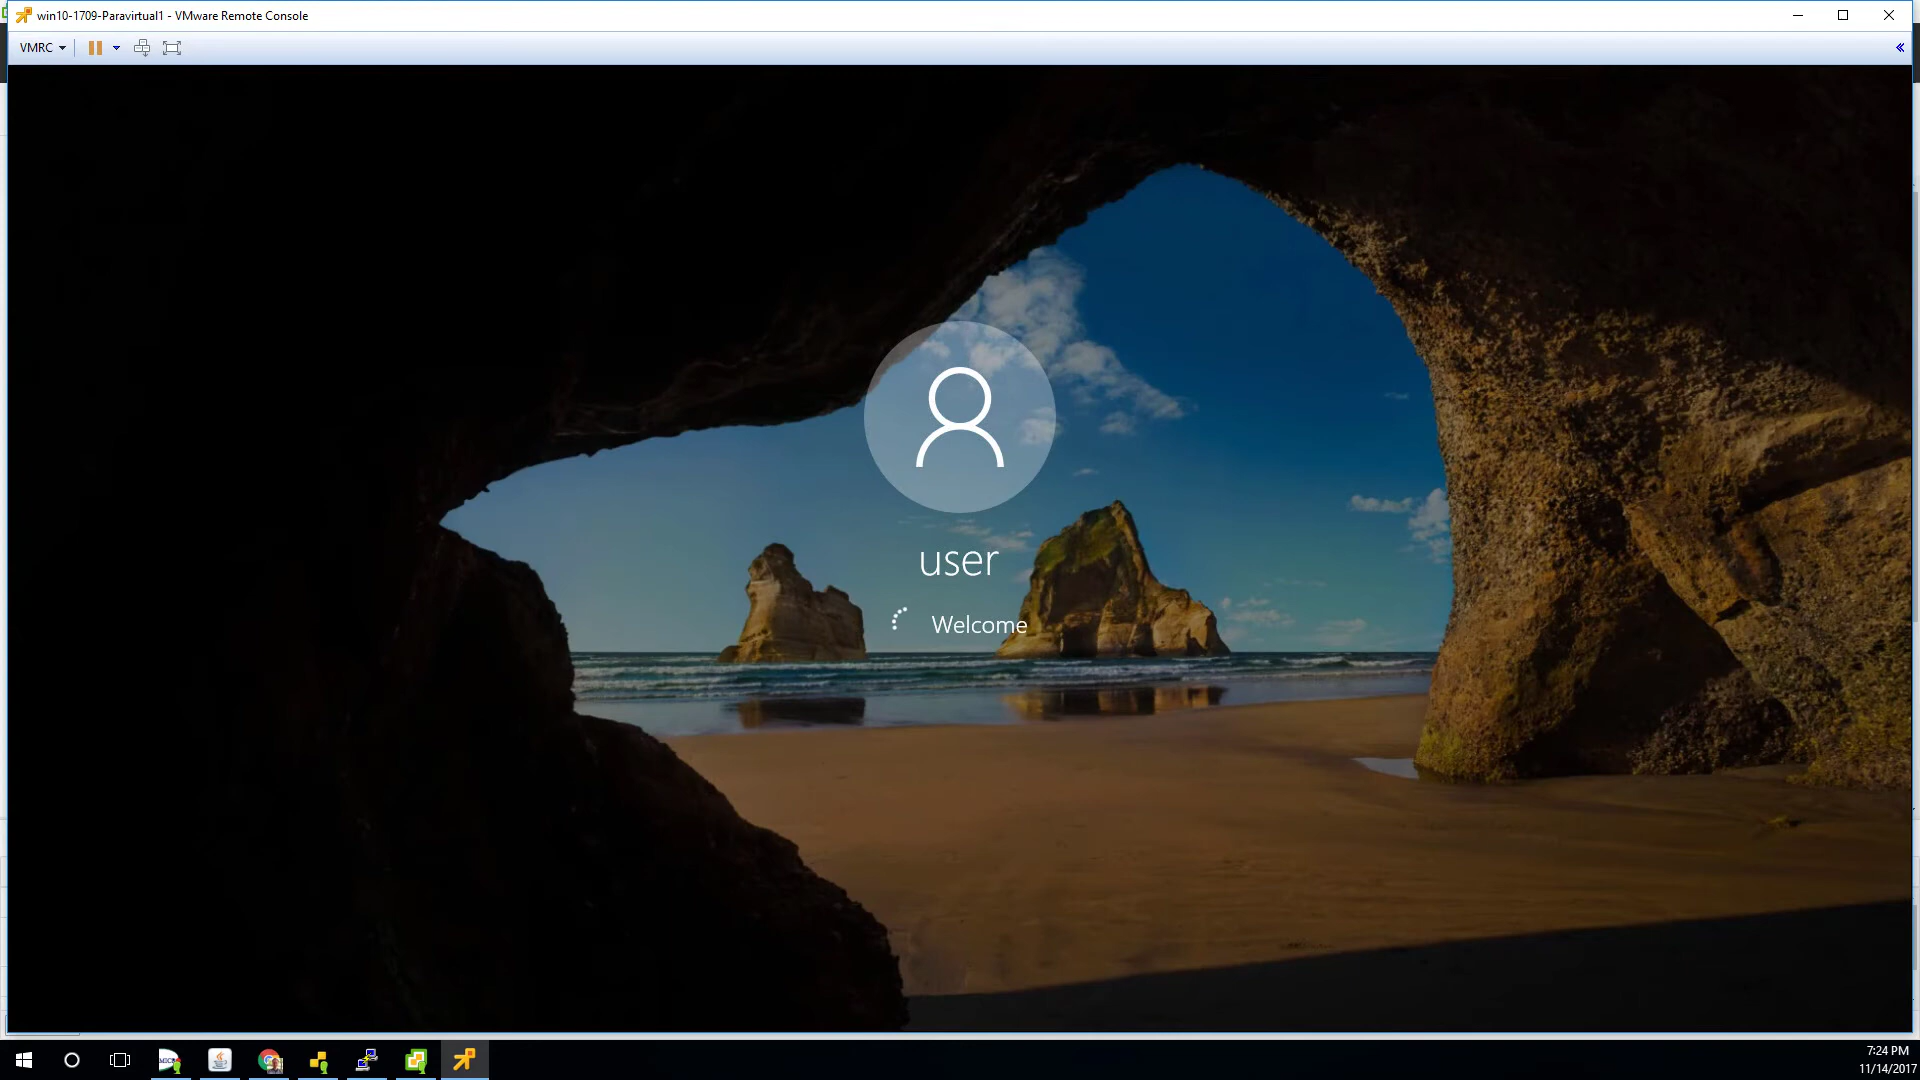 win10-1709-Paravirtual1 - VMware Remote Console
VMRC
user
Welcome
7:24 PM
11/14/2017